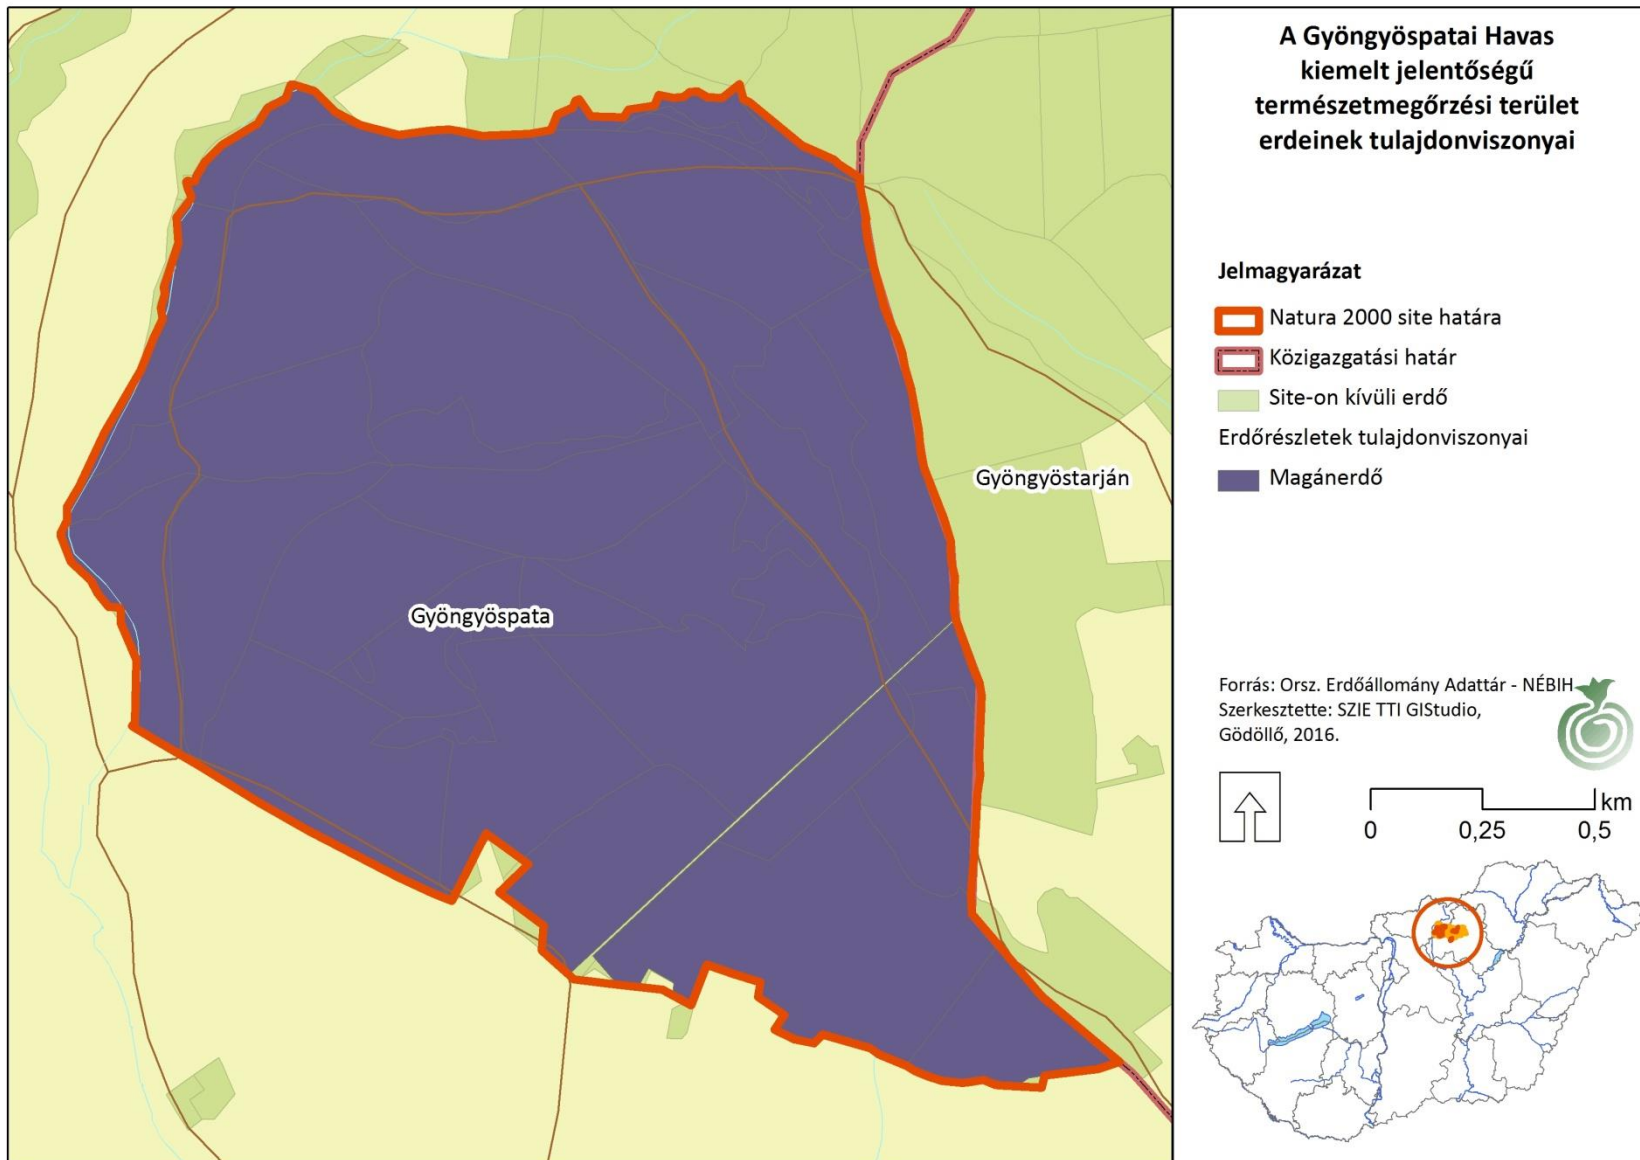 A Gyöngyöspatai Havas
kiemelt jelentőségű
természetmegőrzési terület
erdeinek tulajdonviszonyai
Jelmagyarázat
Natura 2000 site határa
Közigazgatási határ
Site-on kívüli erdő
Erdőrészletek tulajdonviszonyai
Magánerdő
Gyöngyöstarján
Gyöngyöspata
Forrás: Orsz. Erdőállomány Adattár - NÉBIH
Szerkesztette: SZIE TTI GIStudio,
Gödöllő, 2016.
km
0 0,25 0,5